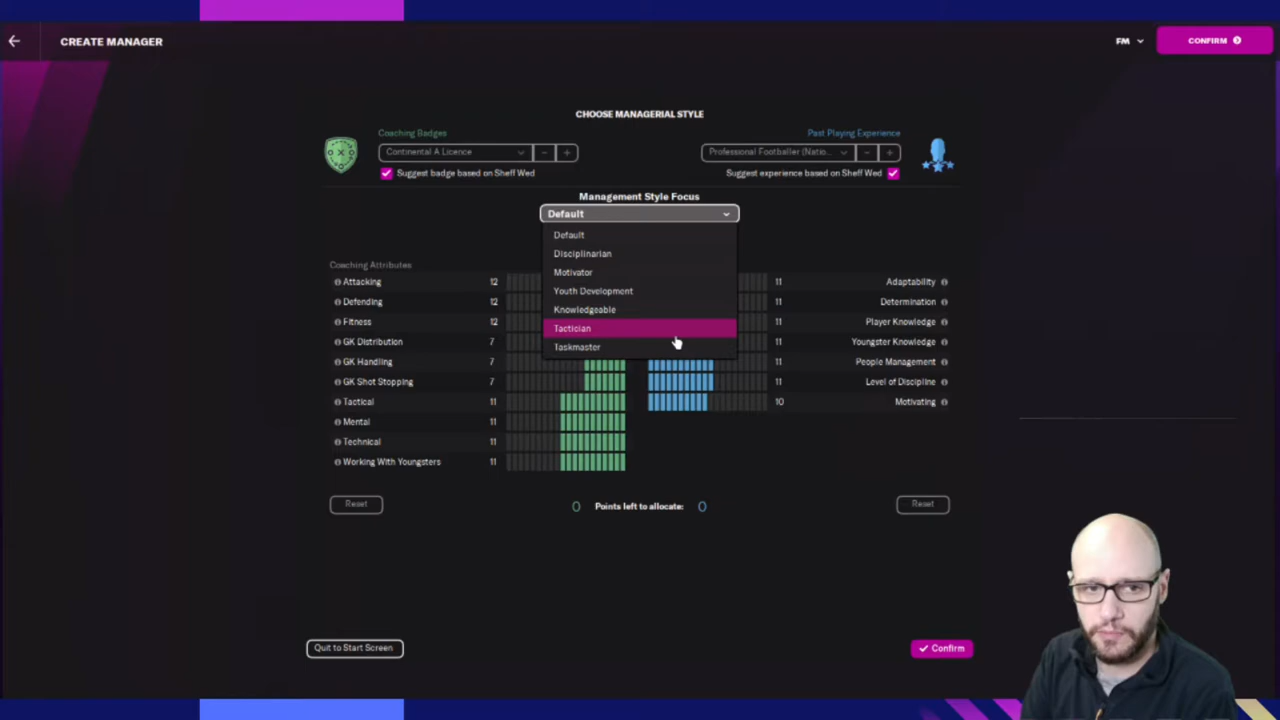 CREATE MANAGER
FM
CONFIRM
CHOOSE MANAGERIAL STYLE
Coaching Badges
Past Playing Experience
Continental A Licence
- +
Professional Footballer (Natio...
- +
Suggest badge based on Sheff Wed
Suggest experience based on Sheff Wed
Management Style Focus
Default
Default
Disciplinarian
Motivator
Youth Development
Knowledgeable
Tactician
Taskmaster
Coaching Attributes
Attacking 12
11 Adaptability
Defending 12
11 Determination
Fitness 12
11 Player Knowledge
GK Distribution 7
11 Youngster Knowledge
GK Handling 7
11 People Management
GK Shot Stopping 7
11 Level of Discipline
Tactical 11
10 Motivating
Mental 11
Technical 11
Working With Youngsters 11
Reset
0 Points left to allocate: 0
Reset
Quit to Start Screen
Confirm